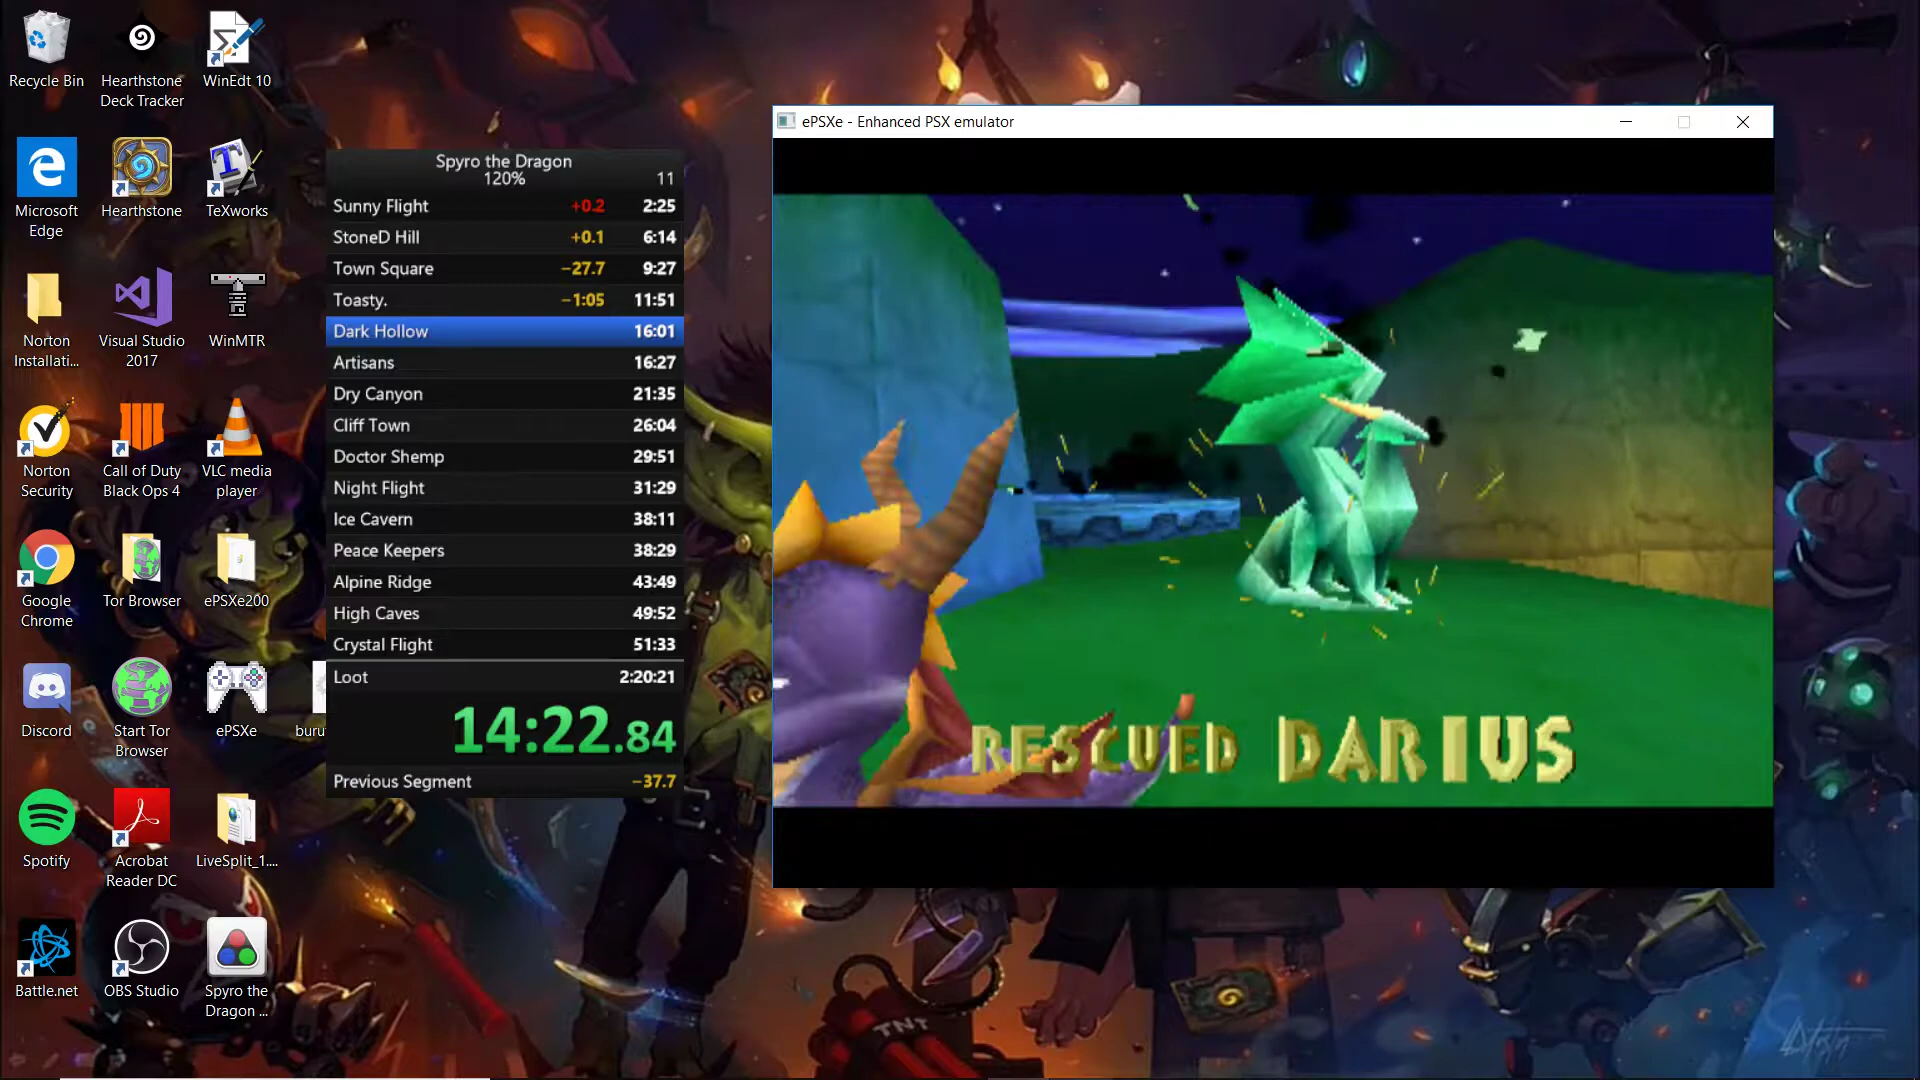 Recycle Bin
Hearthstone
Deck Tracker
WinEdt 10
Microsoft
Edge
Hearthstone
TeXworks
Norton
Installati...
Visual Studio
2017
WinMTR
Norton
Security
Call of Duty
Black Ops 4
VLC media
player
Google
Chrome
Tor Browser
ePSXe200
Discord
Start Tor
Browser
ePSXe
buru
Spotify
Acrobat
Reader DC
LiveSplit_1....
Battle.net
OBS Studio
Spyro the
Dragon ...
Spyro the Dragon
120% 11
Sunny Flight +0.2 2:25
StoneD Hill +0.1 6:14
Town Square −27.7 9:27
Toasty. −1:05 11:51
Dark Hollow 16:01
Artisans 16:27
Dry Canyon 21:35
Cliff Town 26:04
Doctor Shemp 29:51
Night Flight 31:29
Ice Cavern 38:11
Peace Keepers 38:29
Alpine Ridge 43:49
High Caves 49:52
Crystal Flight 51:33
Loot 2:20:21
14:22.84
Previous Segment −37.7
ePSXe - Enhanced PSX emulator
RESCUED DARIUS
TNT